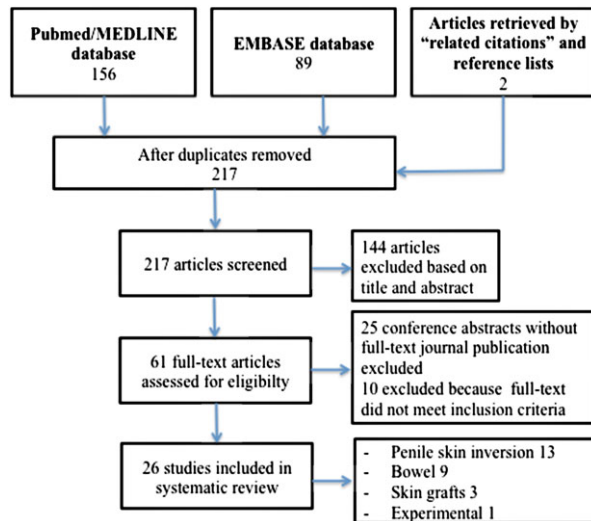 Pubmed/MEDLINE
database
156
EMBASE database
89
Articles retrieved by
“related citations” and
reference lists
2
After duplicates removed
217
217 articles screened
144 articles
excluded based on
title and abstract
61 full-text articles
assessed for eligibilty
25 conference abstracts without
full-text journal publication
excluded
10 excluded because full-text
did not meet inclusion criteria
26 studies included in
systematic review
- Penile skin inversion 13
- Bowel 9
- Skin grafts 3
- Experimental 1